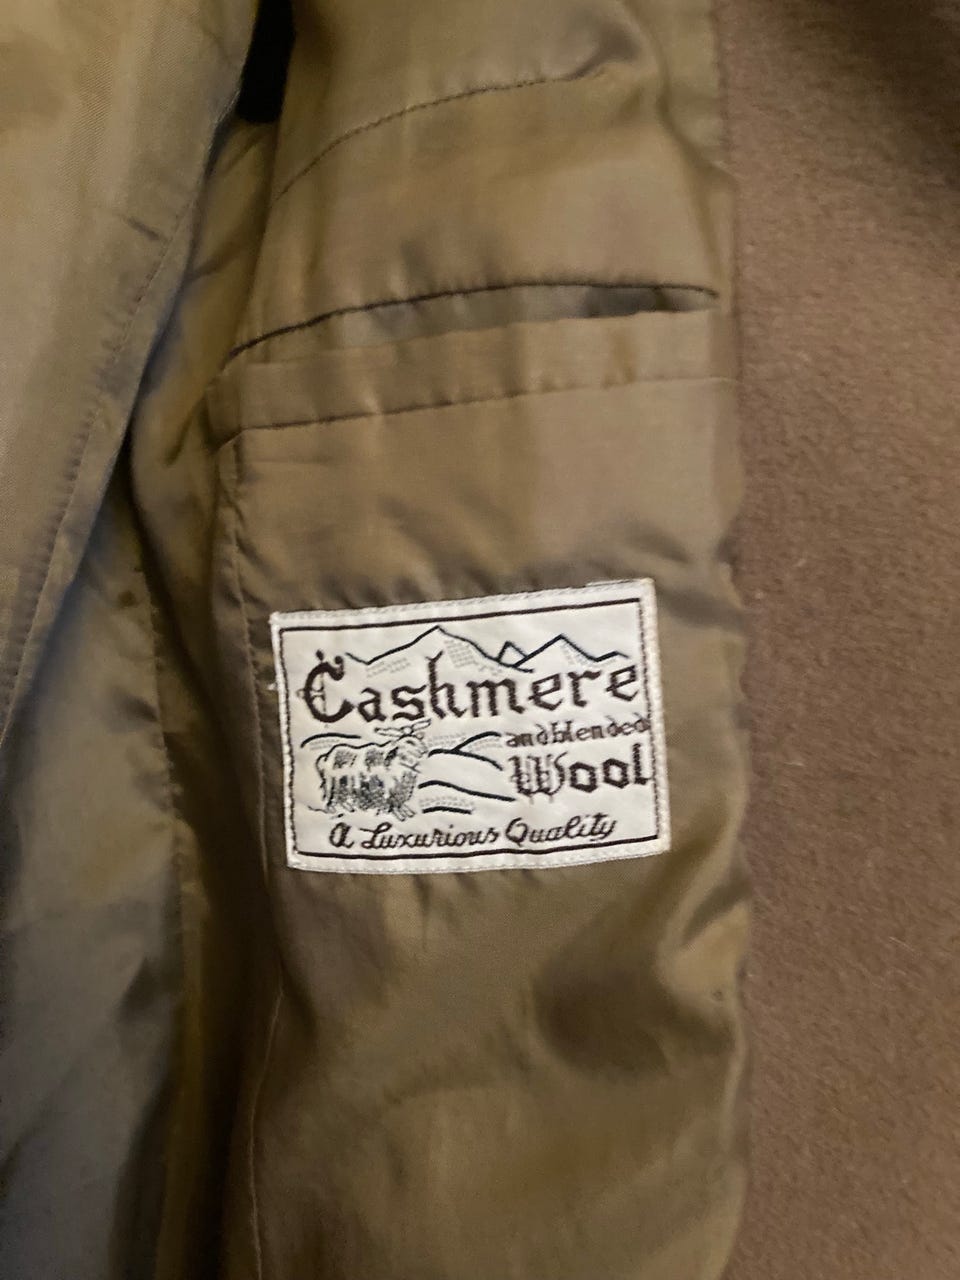 Cashmere
and blended
Wool
a Luxurious Quality